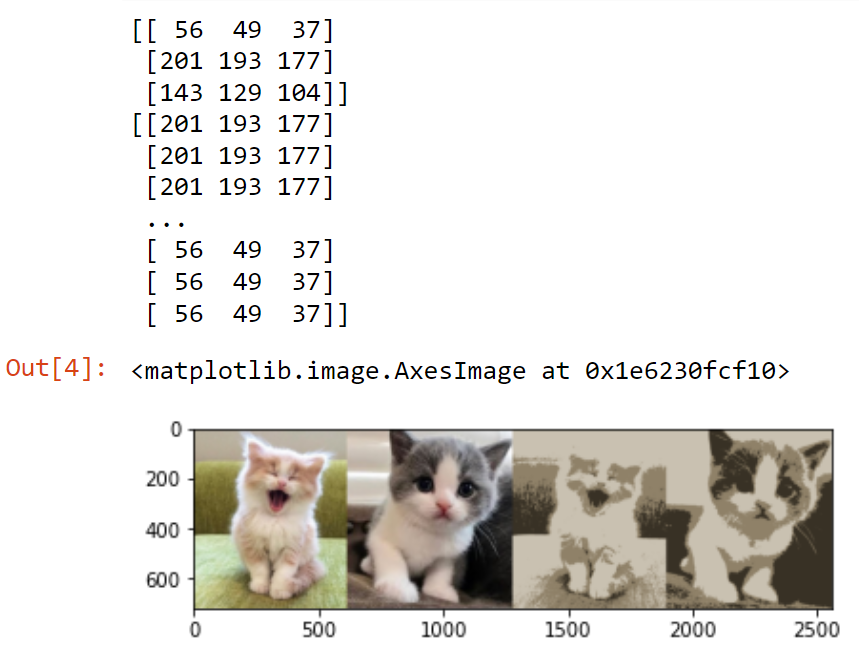 [[ 56  49  37]
 [201 193 177]
 [143 129 104]]
[[201 193 177]
 [201 193 177]
 [201 193 177]
 ...
 [ 56  49  37]
 [ 56  49  37]
 [ 56  49  37]]
Out[4]: <matplotlib.image.AxesImage at 0x1e6230fcf10>
0
200
400
600
0 500 1000 1500 2000 2500